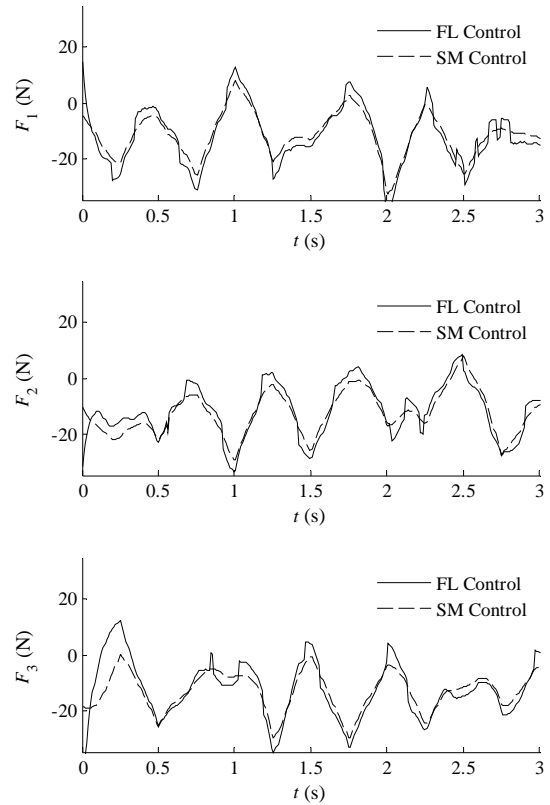 FL Control
SM Control
20
0
-20
F1 (N)
0 0.5 1 1.5 2 2.5 3
t (s)
FL Control
SM Control
20
0
-20
F2 (N)
0 0.5 1 1.5 2 2.5 3
t (s)
FL Control
SM Control
20
0
-20
F3 (N)
0 0.5 1 1.5 2 2.5 3
t (s)